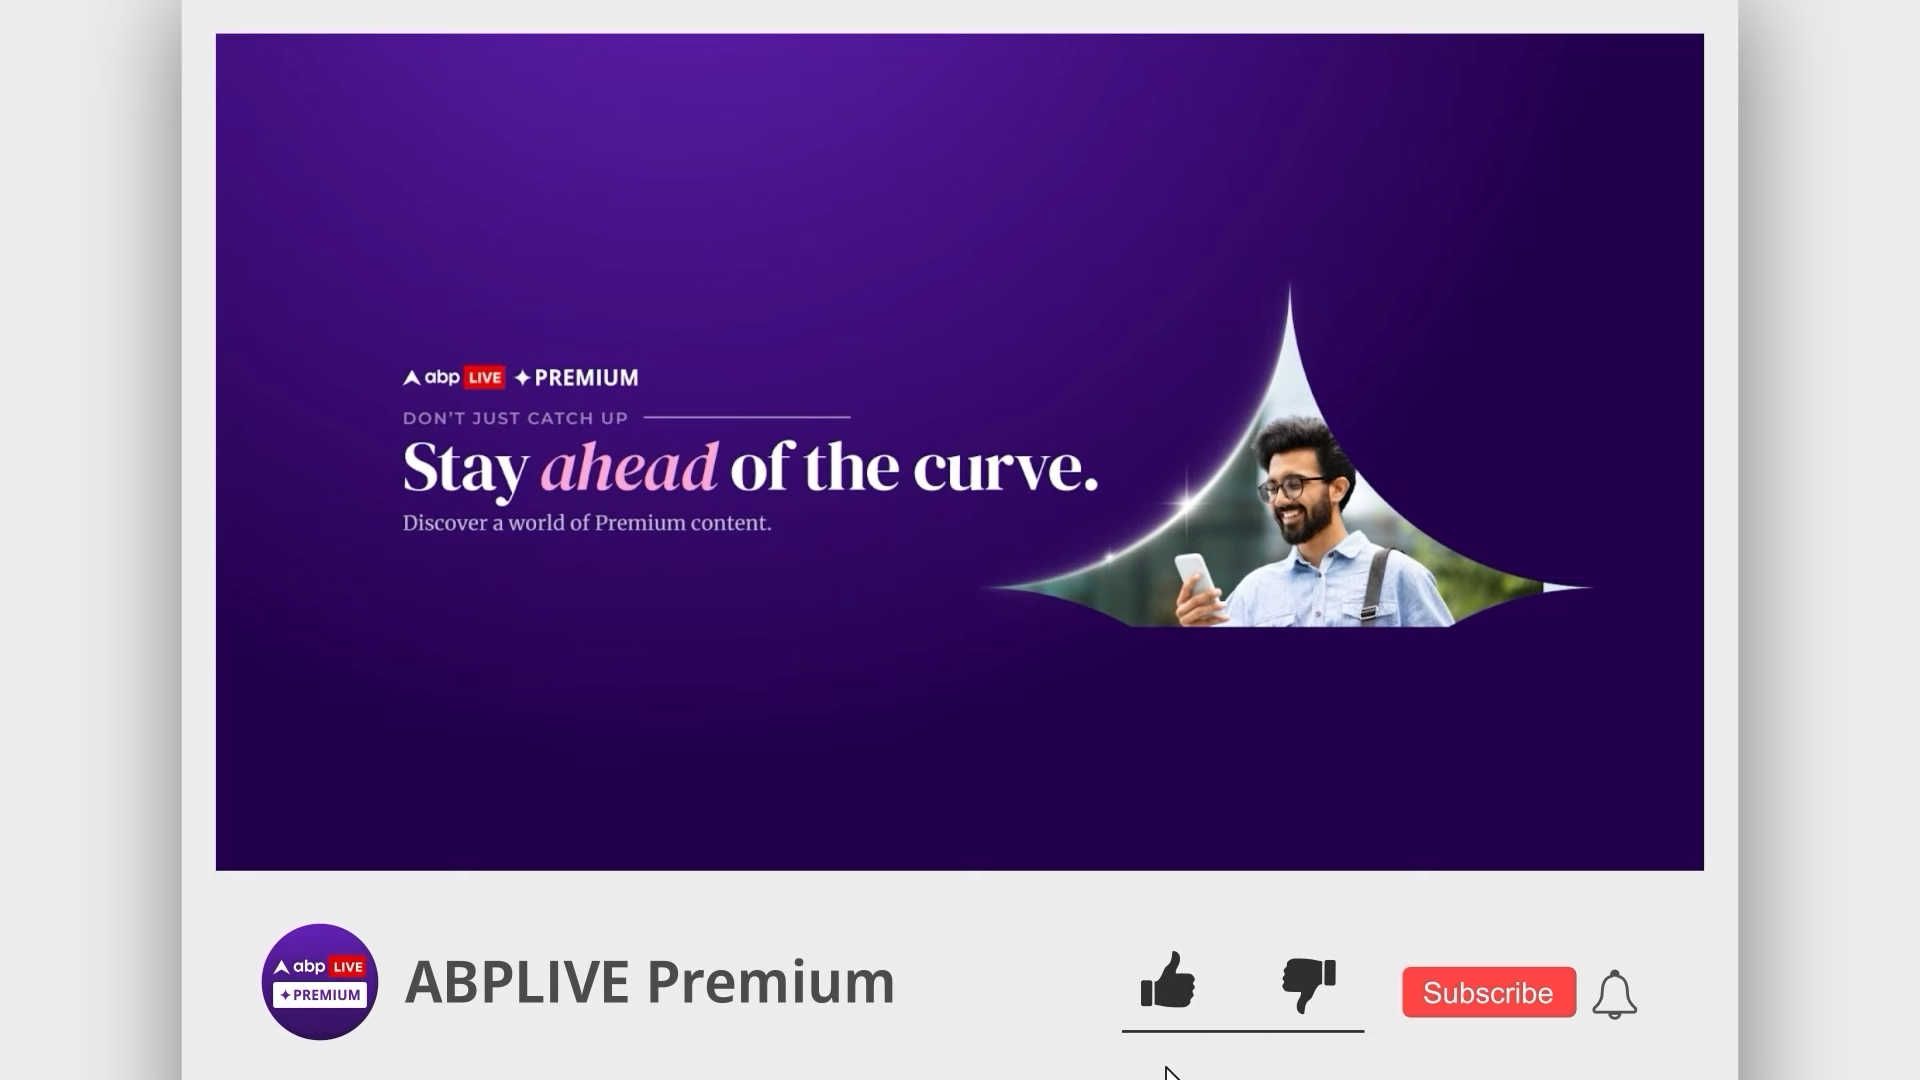 abp LIVE PREMIUM
DON'T JUST CATCH UP
Stay ahead of the curve.
Discover a world of Premium content.
abp LIVE
PREMIUM
ABPLIVE Premium
Subscribe